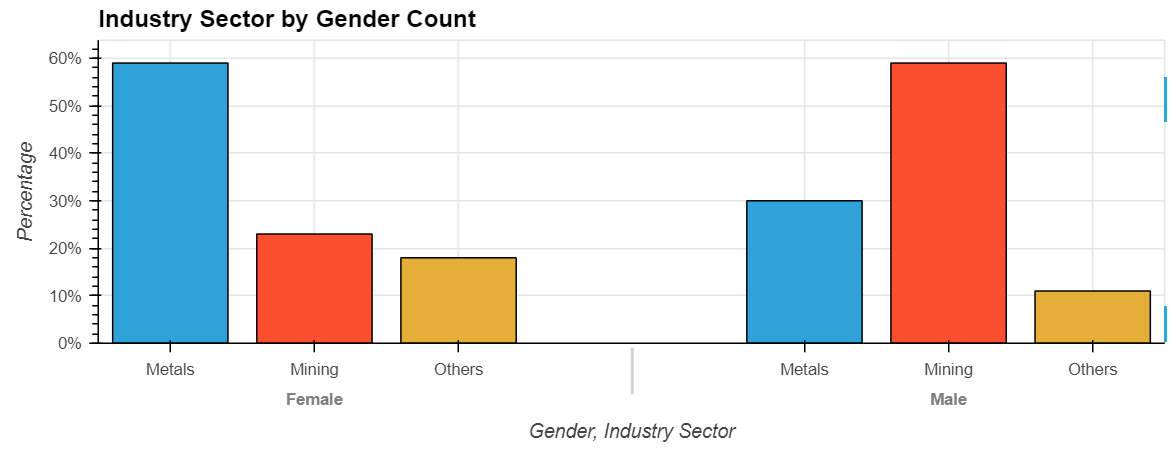 Industry Sector by Gender Count
Percentage
60%
50%
40%
30%
20%
10%
0%
Metals Mining Others Metals Mining Others
Female Male
Gender, Industry Sector